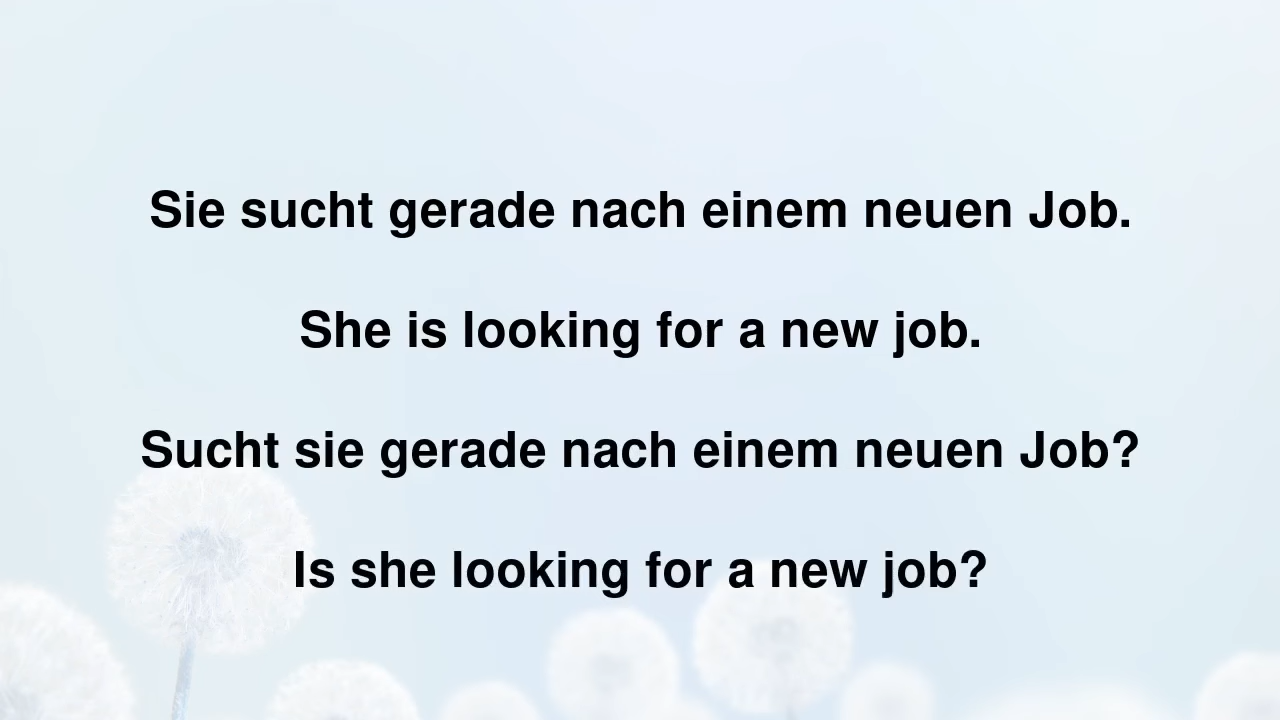 Sie sucht gerade nach einem neuen Job.
She is looking for a new job.
Sucht sie gerade nach einem neuen Job?
Is she looking for a new job?